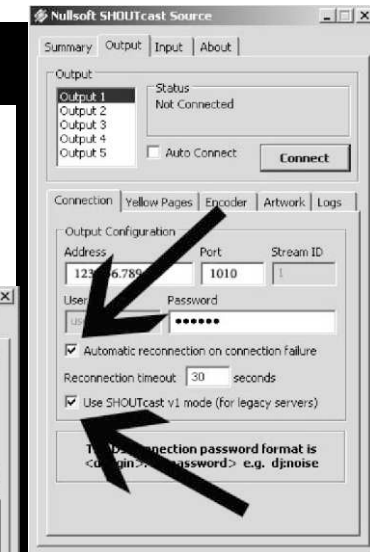 Nullsoft SHOUTcast Source
Summary Output Input About
Output
Output 1
Output 2
Output 3
Output 4
Output 5
Status
Not Connected
Auto Connect
Connect
Connection Yellow Pages Encoder Artwork Logs
Output Configuration
Address Port Stream ID
1010 1
Password
••••••
Automatic reconnection on connection failure
Reconnection timeout 30 seconds
Use SHOUTcast v1 mode (for legacy servers)
password format is
password> e.g. dj:noise